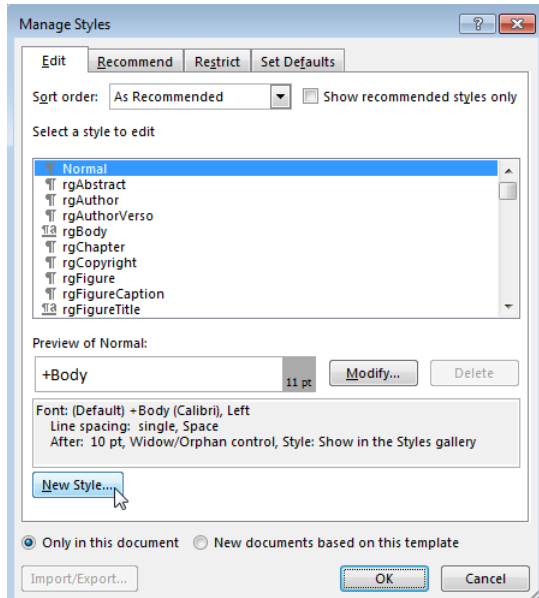 Manage Styles
Edit Recommend Restrict Set Defaults
Sort order: As Recommended Show recommended styles only
Select a style to edit
¶ Normal
¶ rgAbstract
¶ rgAuthor
¶ rgAuthorVerso
¶a rgBody
¶ rgChapter
¶ rgCopyright
¶ rgFigure
¶ rgFigureCaption
¶a rgFigureTitle
Preview of Normal:
+Body 11 pt Modify... Delete
Font: (Default) +Body (Calibri), Left
Line spacing: single, Space
After: 10 pt, Widow/Orphan control, Style: Show in the Styles gallery
New Style...
Only in this document New documents based on this template
Import/Export... OK Cancel